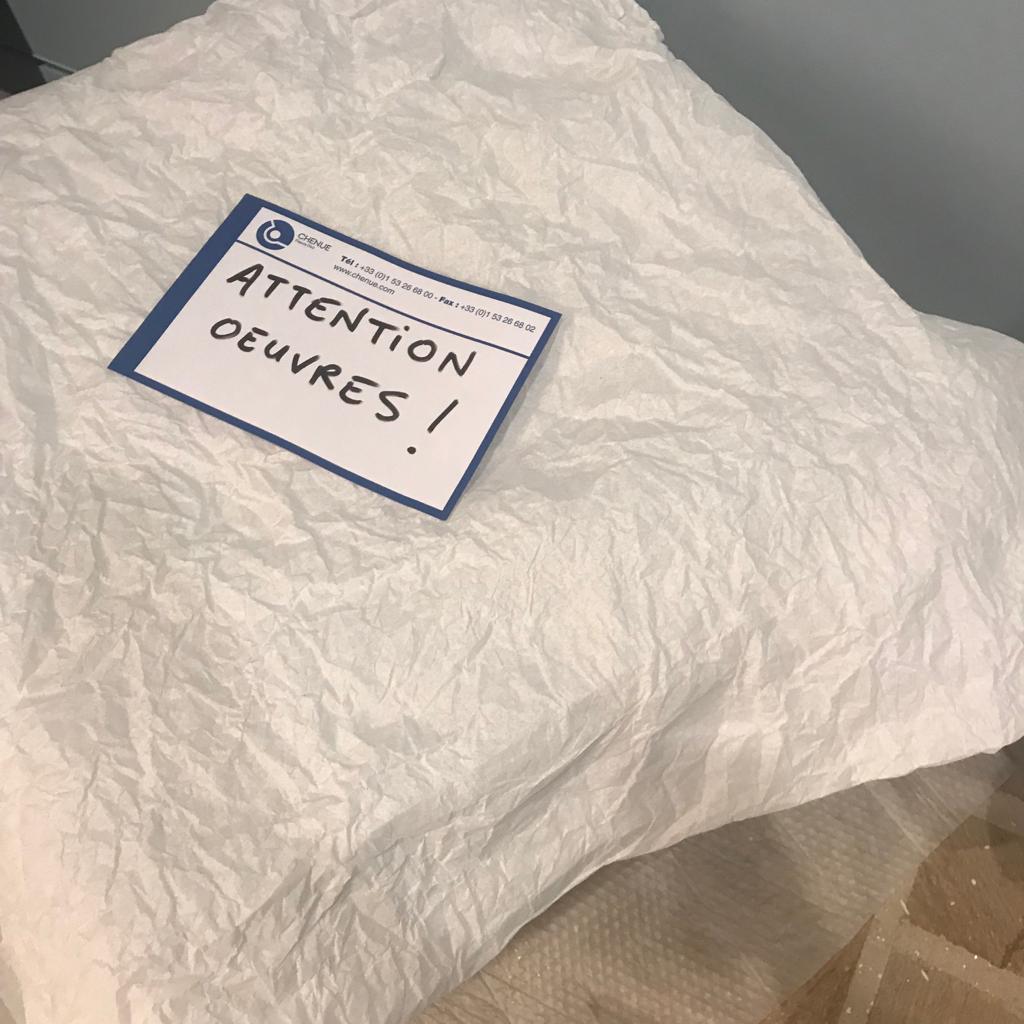 CHENUE
Tél : +33 (0)1 53 26 68 00 - Fax : +33 (0)1 53 26 68 02
www.chenue.com
ATTENTION
OEUVRES !